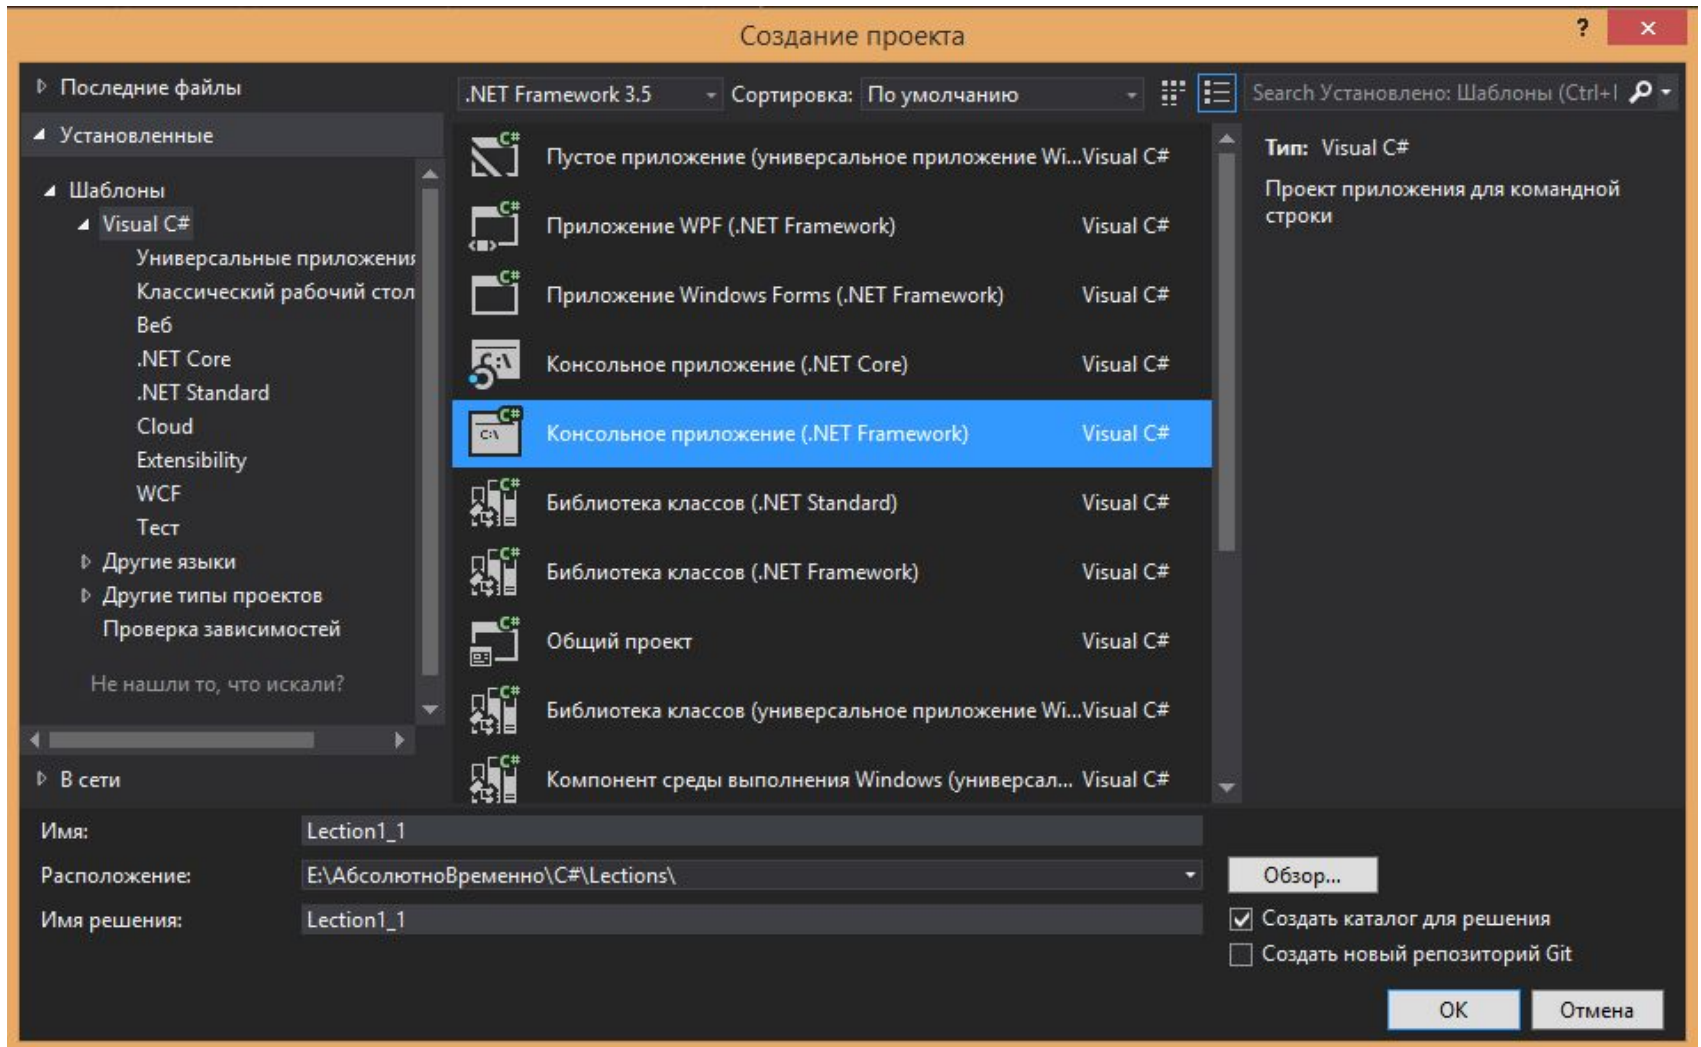 Создание проекта
?
Последние файлы
Установленные
Шаблоны
Visual C#
Универсальные приложения
Классический рабочий стол
Веб
.NET Core
.NET Standard
Cloud
Extensibility
WCF
Тест
Другие языки
Другие типы проектов
Проверка зависимостей
Не нашли то, что искали?
В сети
.NET Framework 3.5 Сортировка: По умолчанию
Search Установлено: Шаблоны (Ctrl+
Пустое приложение (универсальное приложение Wi... Visual C#
Приложение WPF (.NET Framework) Visual C#
Приложение Windows Forms (.NET Framework) Visual C#
Консольное приложение (.NET Core) Visual C#
Консольное приложение (.NET Framework) Visual C#
Библиотека классов (.NET Standard) Visual C#
Библиотека классов (.NET Framework) Visual C#
Общий проект Visual C#
Библиотека классов (универсальное приложение Wi... Visual C#
Компонент среды выполнения Windows (универсал... Visual C#
Тип: Visual C#
Проект приложения для командной
строки
Имя: Lection1_1
Расположение: E:\АбсолютноВременно\C#\Lections\
Обзор...
Имя решения: Lection1_1
Создать каталог для решения
Создать новый репозиторий Git
OK Отмена